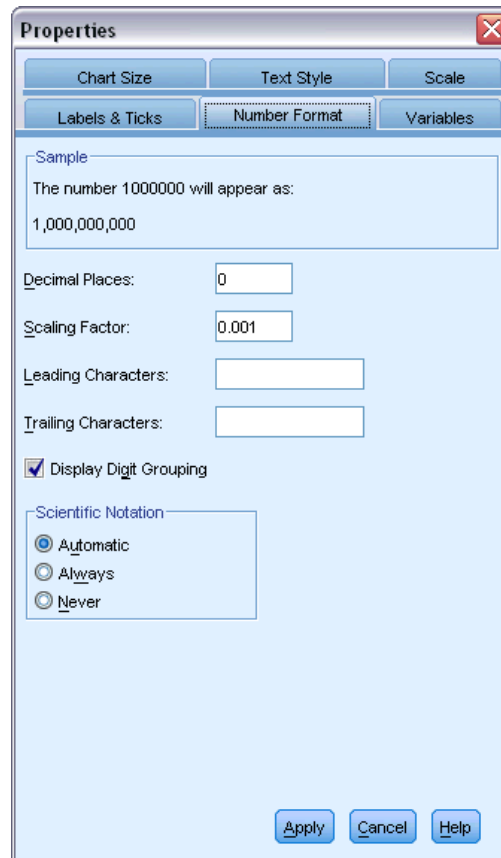 Properties
Chart Size Text Style Scale
Labels & Ticks Number Format Variables
Sample
The number 1000000 will appear as:
1,000,000,000
Decimal Places: 0
Scaling Factor: 0.001
Leading Characters:
Trailing Characters:
Display Digit Grouping
Scientific Notation
Automatic
Always
Never
Apply Cancel Help